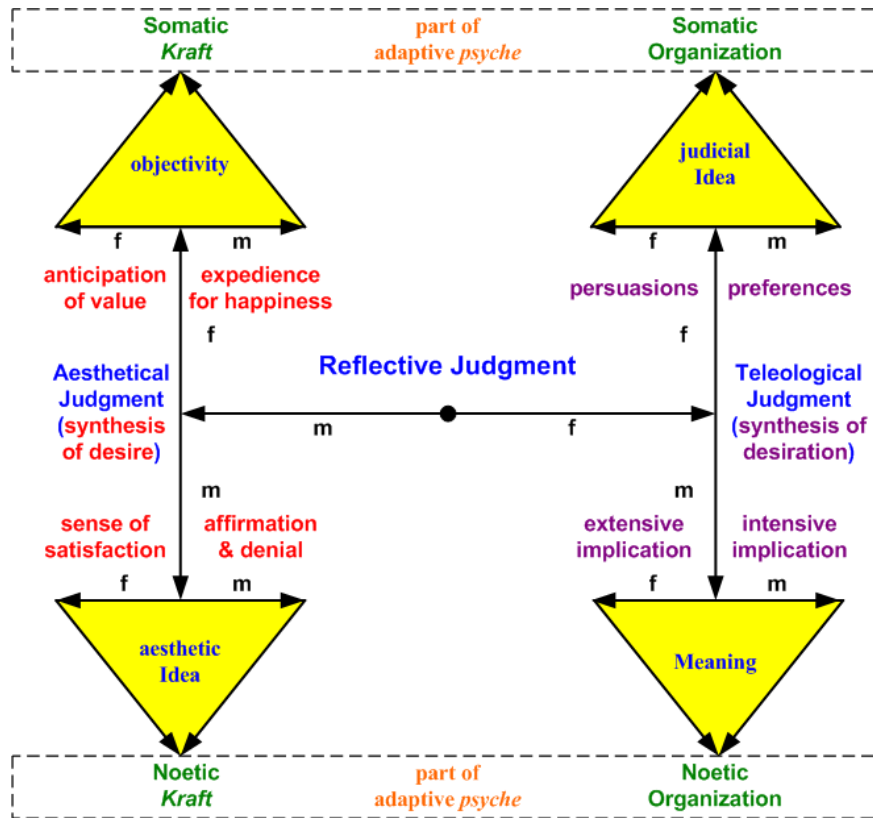 Somatic
Kraft
part of
adaptive psyche
Somatic
Organization
objectivity
judicial
Idea
f
m
f
m
anticipation
of value
expedience
for happiness
persuasions
preferences
f
f
Reflective Judgment
Aesthetical
Judgment
(synthesis
of desire)
Teleological
Judgment
(synthesis of
desiration)
m
f
m
m
sense of
satisfaction
affirmation
& denial
extensive
implication
intensive
implication
f
m
f
m
aesthetic
Idea
Meaning
Noetic
Kraft
part of
adaptive psyche
Noetic
Organization